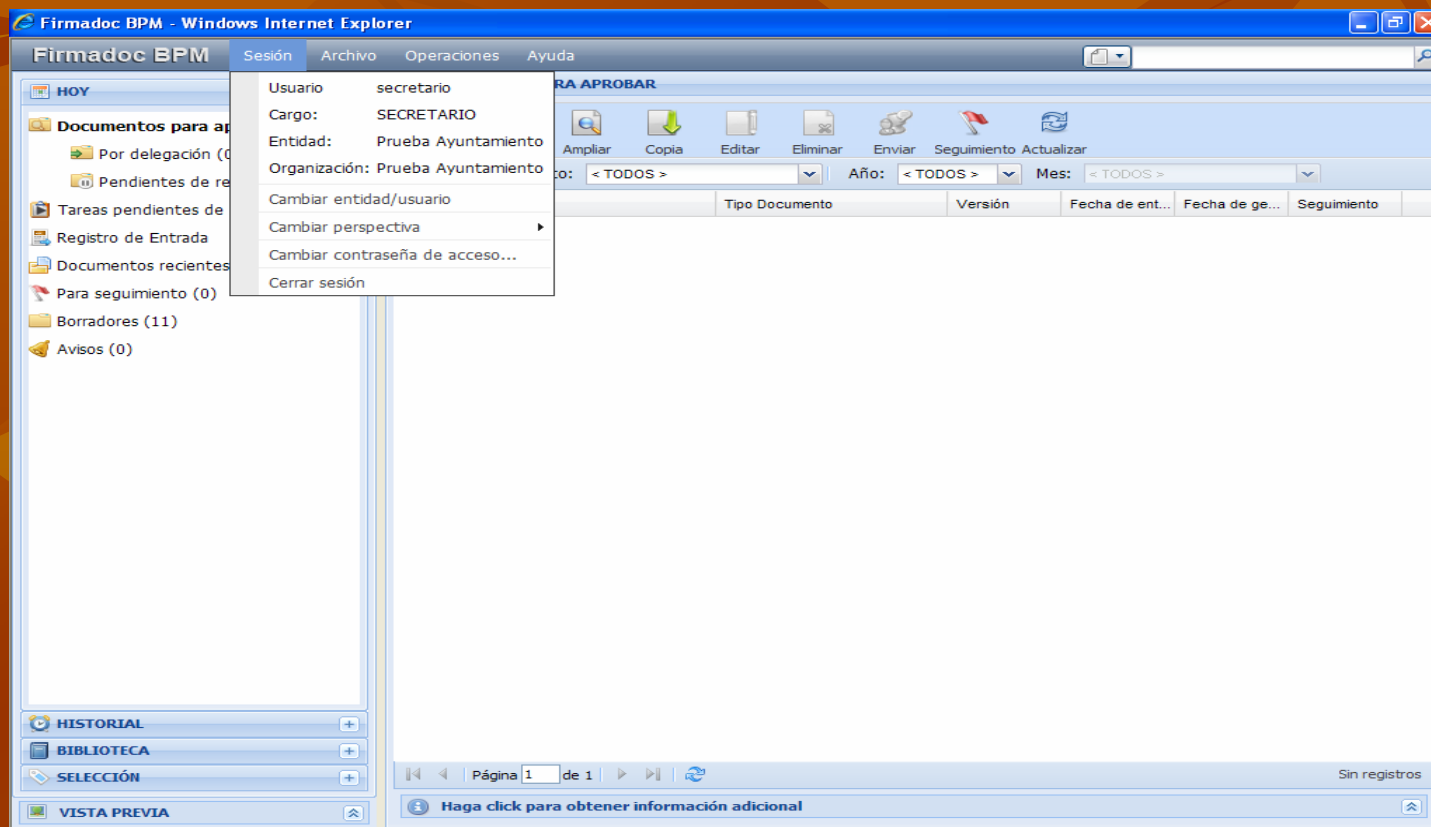 Firmadoc BPM - Windows Internet Explorer
Firmadoc BPM Sesión Archivo Operaciones Ayuda
HOY
Documentos para ap
Por delegación (0
Pendientes de re
Tareas pendientes de
Registro de Entrada
Documentos recientes
Para seguimiento (0)
Borradores (11)
Avisos (0)
Usuario secretario
Cargo: SECRETARIO
Entidad: Prueba Ayuntamiento
Organización: Prueba Ayuntamiento
Cambiar entidad/usuario
Cambiar perspectiva
Cambiar contraseña de acceso...
Cerrar sesión
RA APROBAR
Ampliar Copia Editar Eliminar Enviar Seguimiento Actualizar
to: < TODOS > Año: < TODOS > Mes: < TODOS >
Tipo Documento Versión Fecha de ent... Fecha de ge... Seguimiento
HISTORIAL
BIBLIOTECA
SELECCIÓN
VISTA PREVIA
Página 1 de 1 Sin registros
Haga click para obtener información adicional